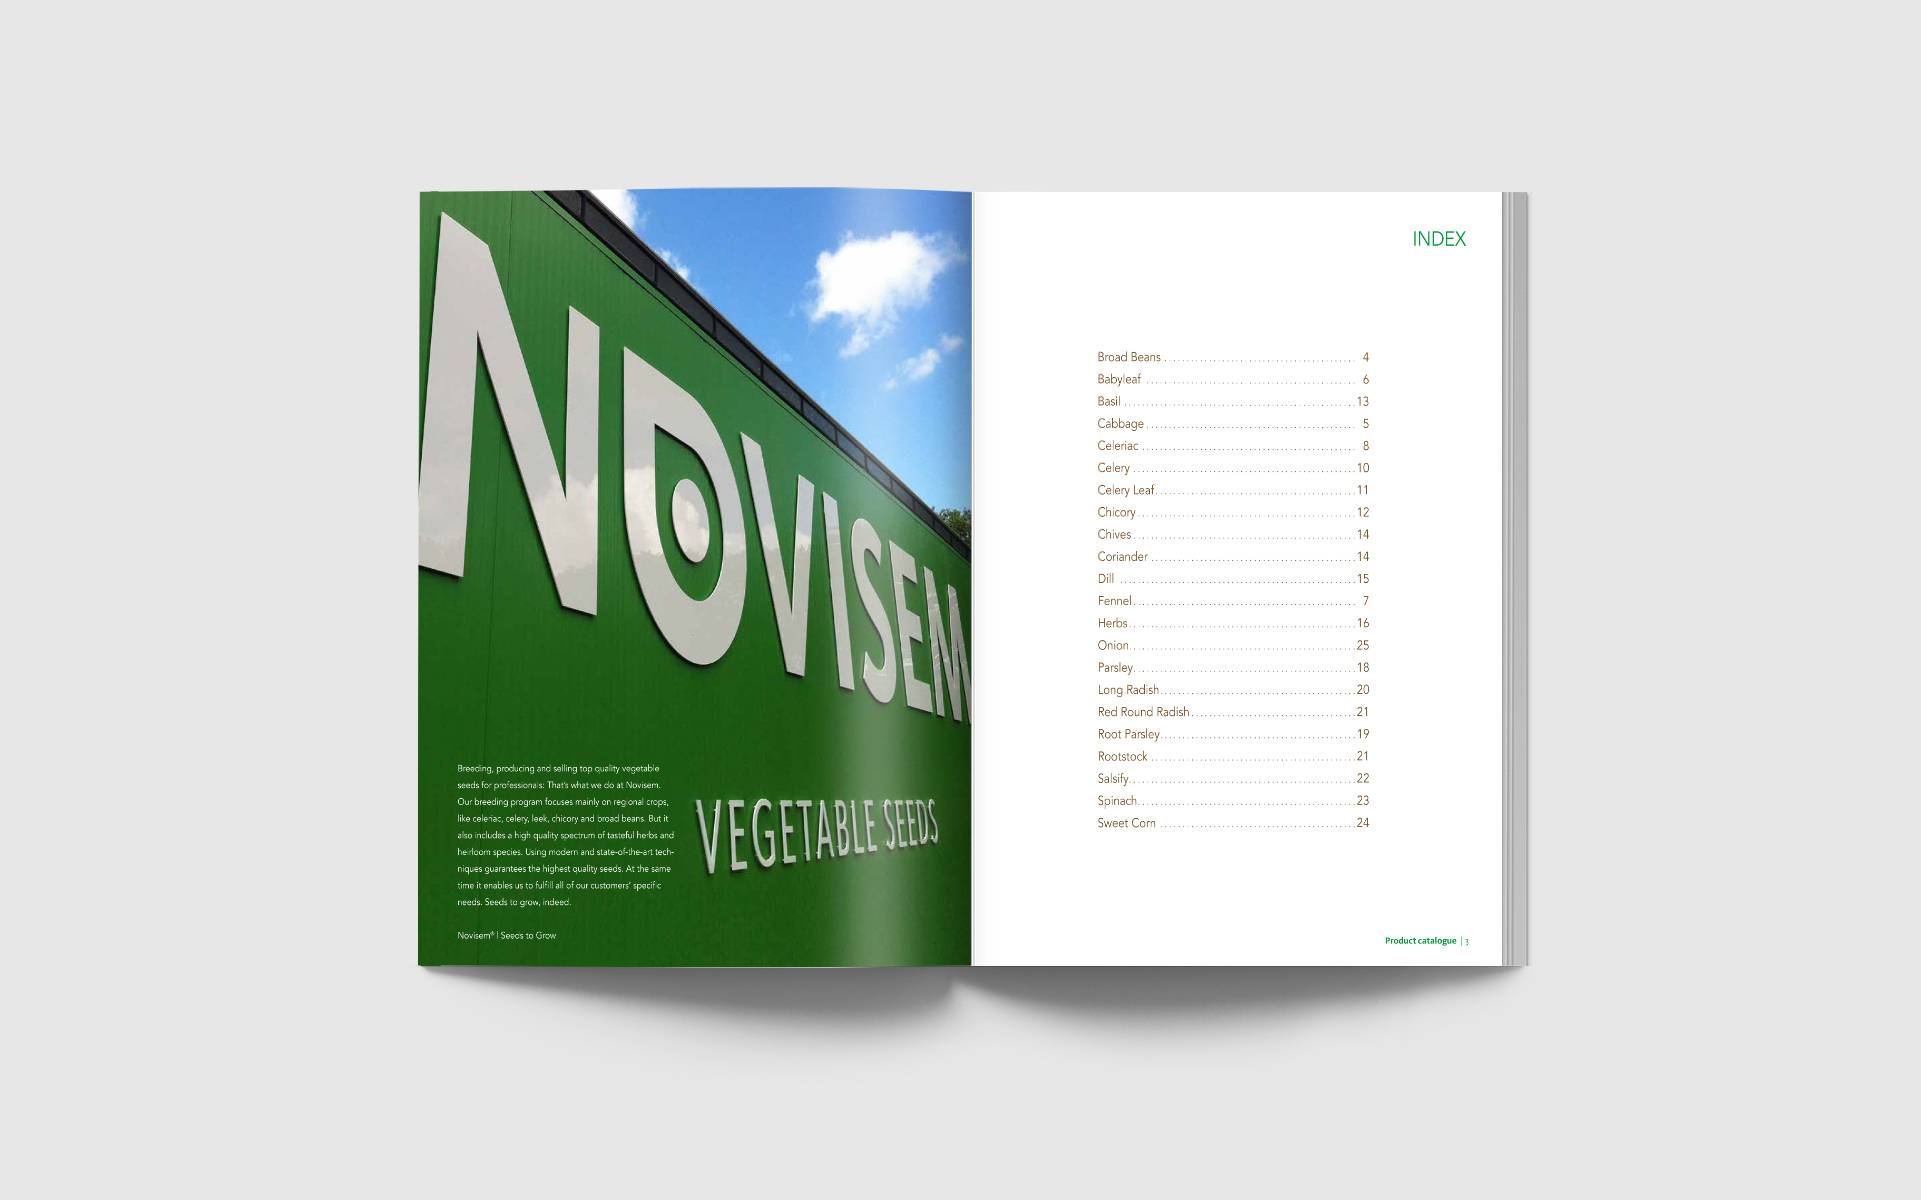 NOVISEM
VEGETABLE SEEDS
Breeding, producing and selling top quality vegetable
seeds for professionals: That's what we do at Novisem.
Our breeding program focuses mainly on regional crops,
like celeriac, celery, leek, chicory and broad beans. But it
also includes a high quality spectrum of tasteful herbs and
heirloom species. Using modern and state-of-the-art tech-
niques guarantees the highest quality seeds. At the same
time it enables us to fulfill all of our customers' specific
needs. Seeds to grow, indeed.
Novisem® | Seeds to Grow
INDEX
Broad Beans 4
Babyleaf 6
Basil 13
Cabbage 5
Celeriac 8
Celery 10
Celery Leaf 11
Chicory 12
Chives 14
Coriander 14
Dill 15
Fennel 7
Herbs 16
Onion 25
Parsley 18
Long Radish 20
Red Round Radish 21
Root Parsley 19
Rootstock 21
Salsify 22
Spinach 23
Sweet Corn 24
Product catalogue | 3